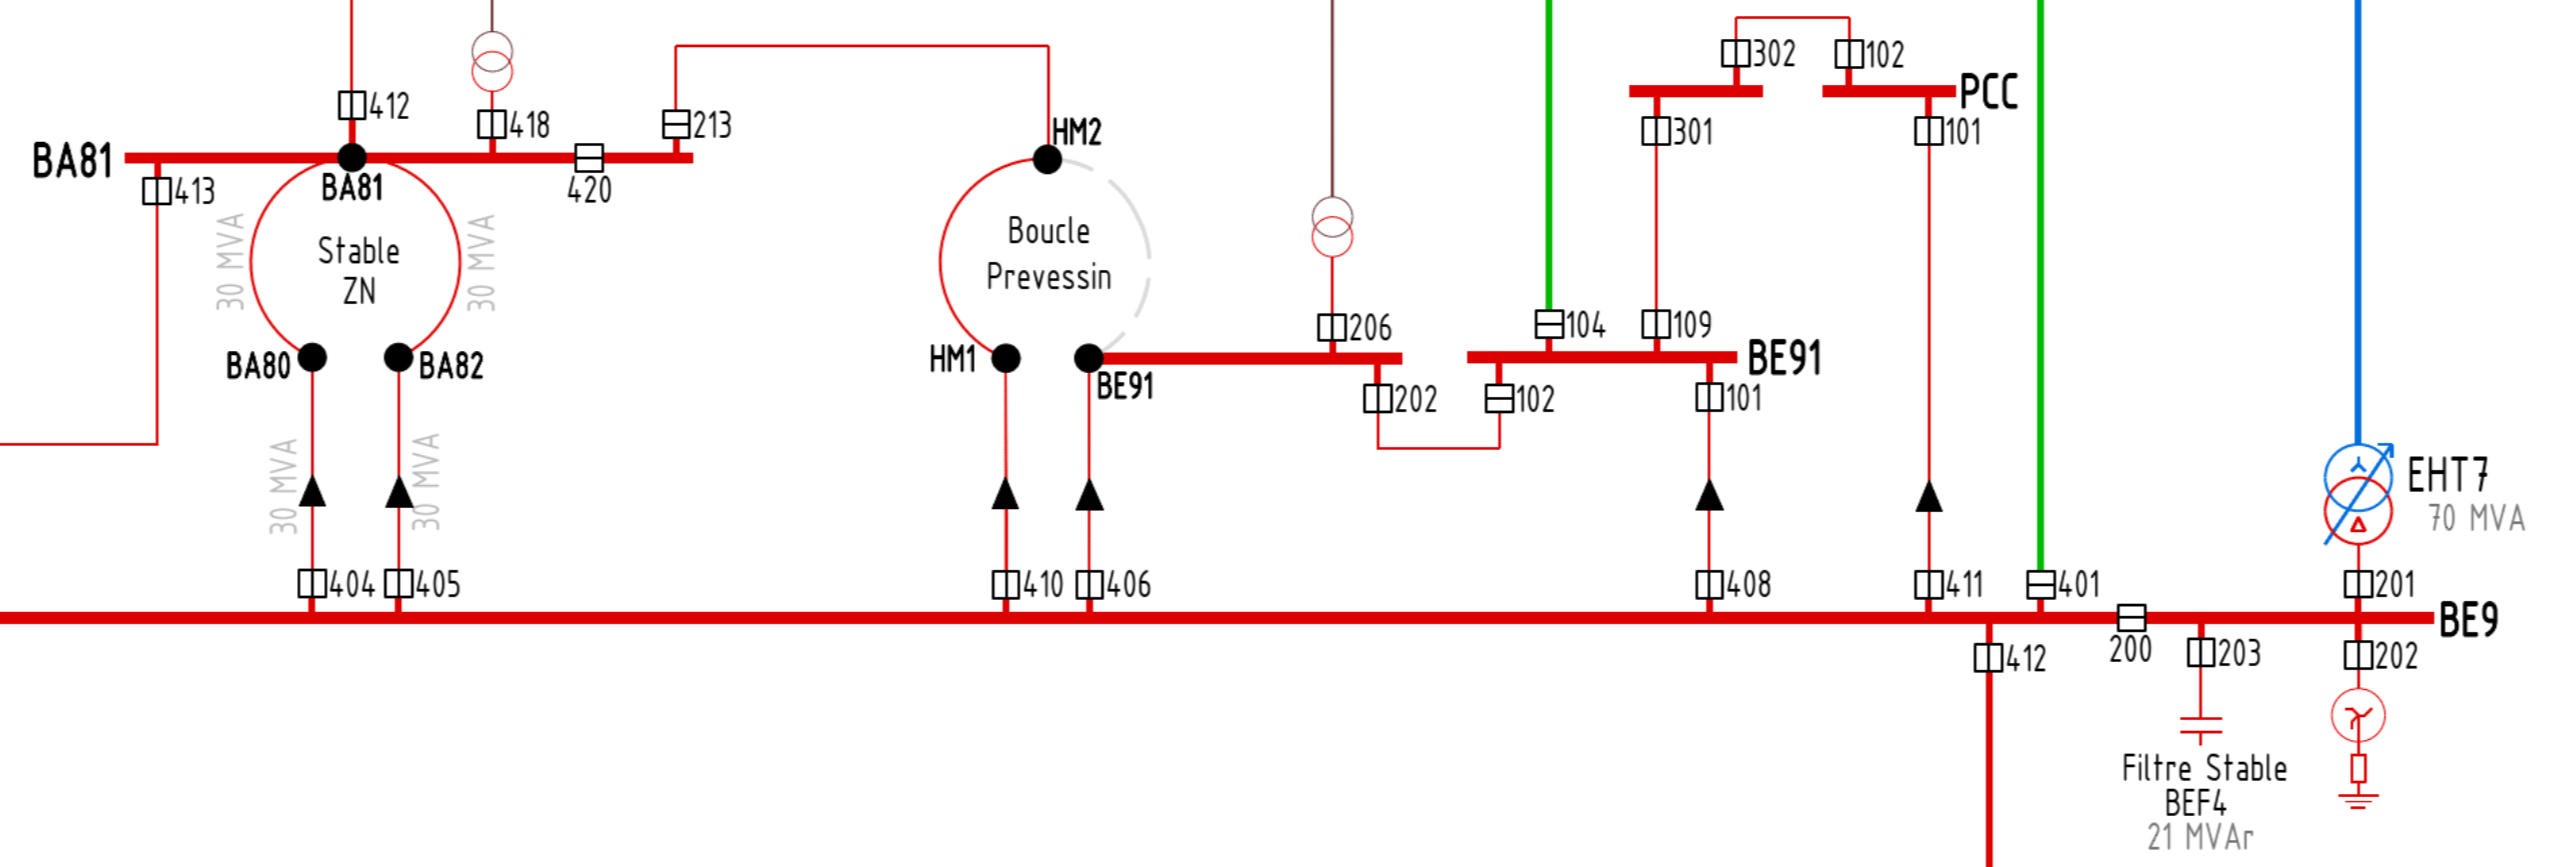 302
102
PCC
412
418
213
HM2
301
101
BA81
BA81
413
420
30 MVA
Stable
ZN
30 MVA
Boucle
Prevessin
206
104
109
BA80
BA82
HM1
BE91
BE91
202
102
101
30 MVA
30 MVA
EHT7
70 MVA
404
405
410
406
408
411
401
201
BE9
412
200
203
202
Filtre Stable
BEF4
21 MVAr